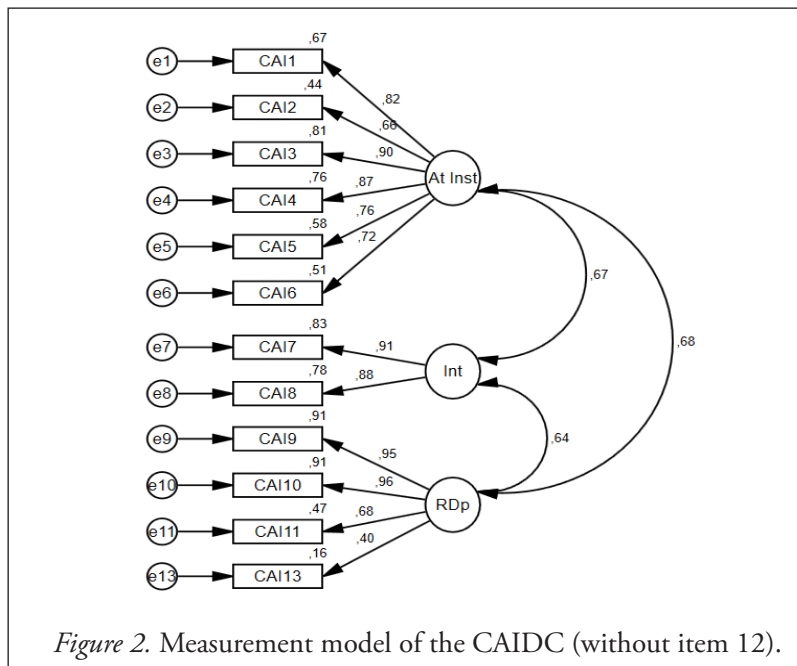 ,67
e1 CAI1
,82
,44
e2 CAI2
,66
,81
e3 CAI3
,90
At Inst
,76
e4 CAI4
,87
,58
,76
e5 CAI5
,72
,51
e6 CAI6
,67
,83
e7 CAI7
,91
Int
,68
,78
e8 CAI8
,88
,91
e9 CAI9
,95
,64
,91
e10 CAI10
,96
RDp
,47
e11 CAI11
,68
,16
,40
e13 CAI13
Figure 2. Measurement model of the CAIDC (without item 12).